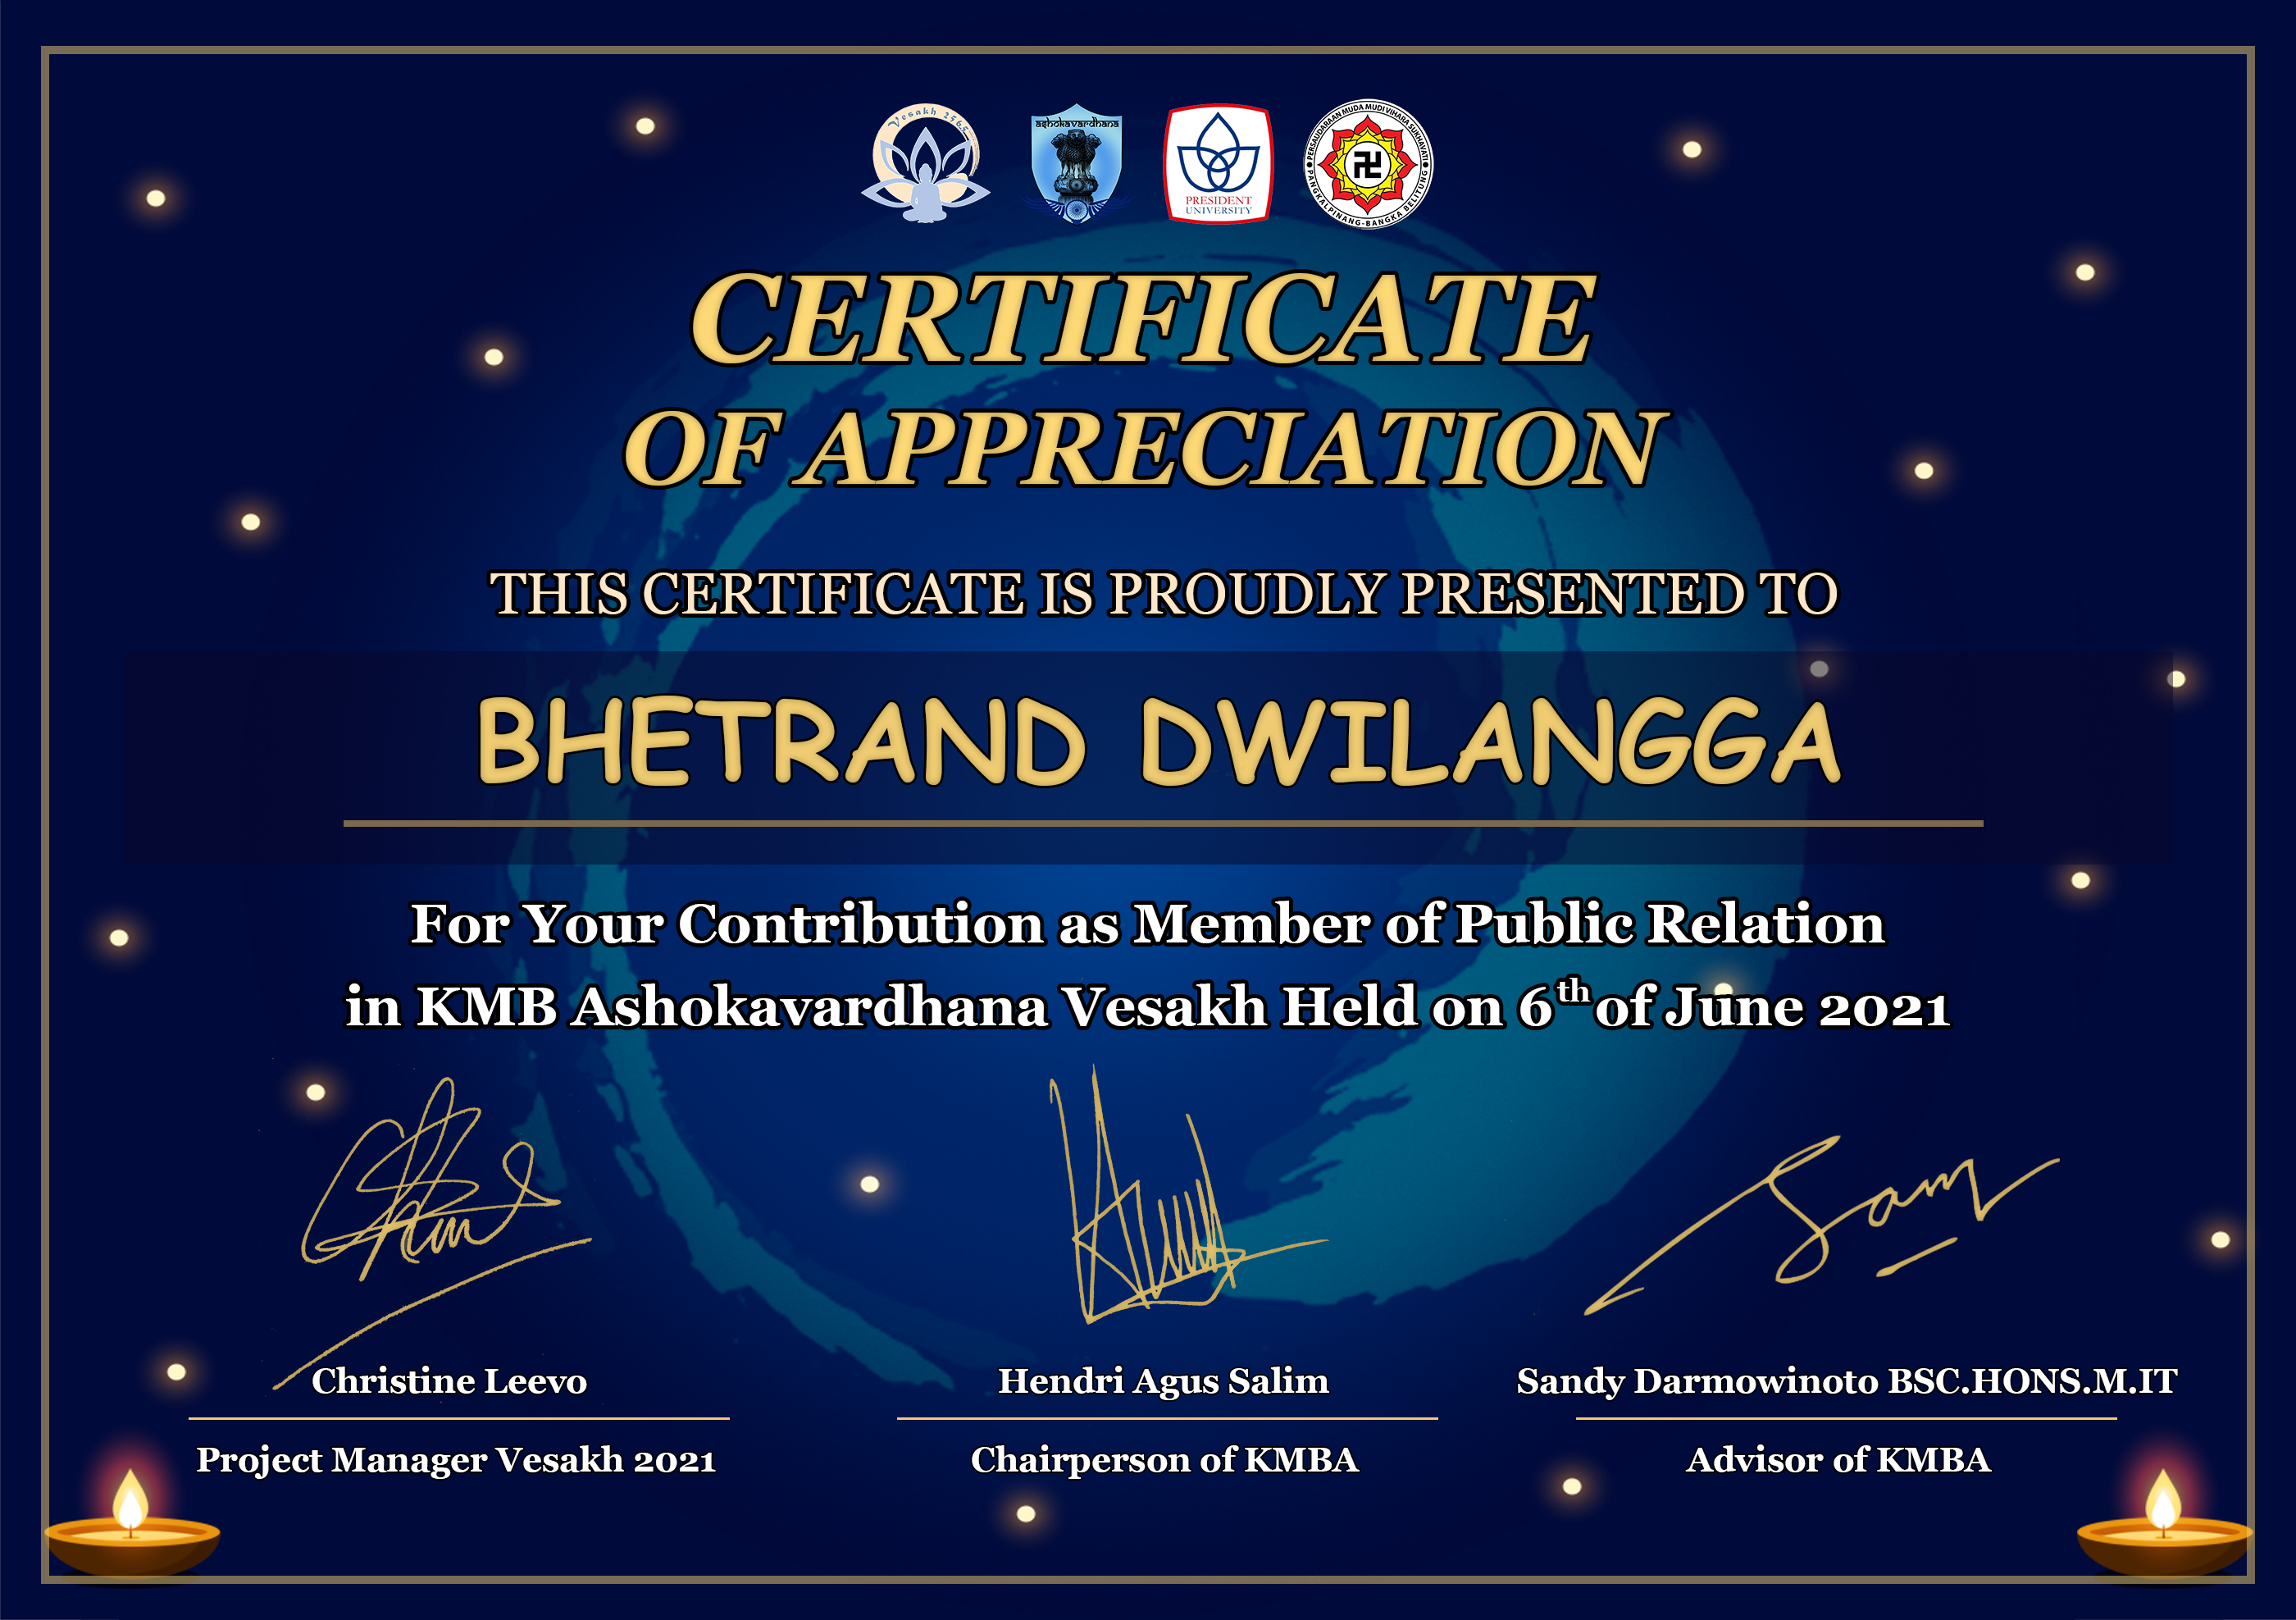 Vesakh 2565
ashokavardhana
PRESIDENT
UNIVERSITY
PERSAUDARAAN MUDA MUDI VIHARA SUKHAVATI
PANGKALPINANG-BANGKA BELITUNG
CERTIFICATE
OF APPRECIATION
THIS CERTIFICATE IS PROUDLY PRESENTED TO
BHETRAND DWILANGGA
For Your Contribution as Member of Public Relation
in KMB Ashokavardhana Vesakh Held on 6th of June 2021
Sam
Christine Leevo
Hendri Agus Salim
Sandy Darmowinoto BSC.HONS.M.IT
Project Manager Vesakh 2021
Chairperson of KMBA
Advisor of KMBA